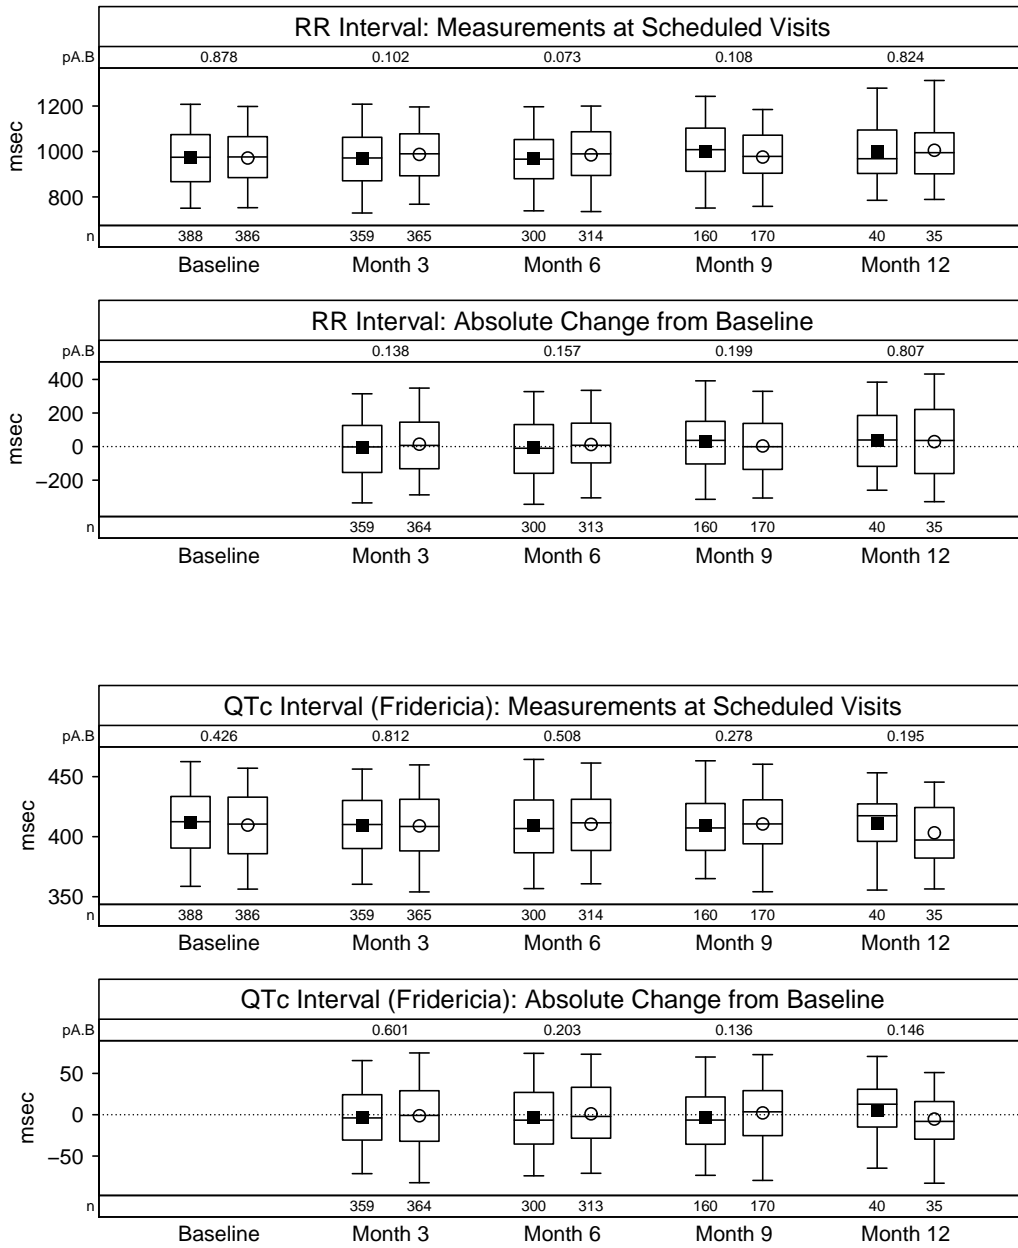 RR Interval: Measurements at Scheduled Visits
pA.B 0.878 0.102 0.073 0.108 0.824
1200
1000
800
msec
n 388 386 359 365 300 314 160 170 40 35
Baseline Month 3 Month 6 Month 9 Month 12
RR Interval: Absolute Change from Baseline
pA.B 0.138 0.157 0.199 0.807
400
200
0
−200
msec
n 359 364 300 313 160 170 40 35
Baseline Month 3 Month 6 Month 9 Month 12
QTc Interval (Fridericia): Measurements at Scheduled Visits
pA.B 0.426 0.812 0.508 0.278 0.195
450
400
350
msec
n 388 386 359 365 300 314 160 170 40 35
Baseline Month 3 Month 6 Month 9 Month 12
QTc Interval (Fridericia): Absolute Change from Baseline
pA.B 0.601 0.203 0.136 0.146
50
0
−50
msec
n 359 364 300 313 160 170 40 35
Baseline Month 3 Month 6 Month 9 Month 12